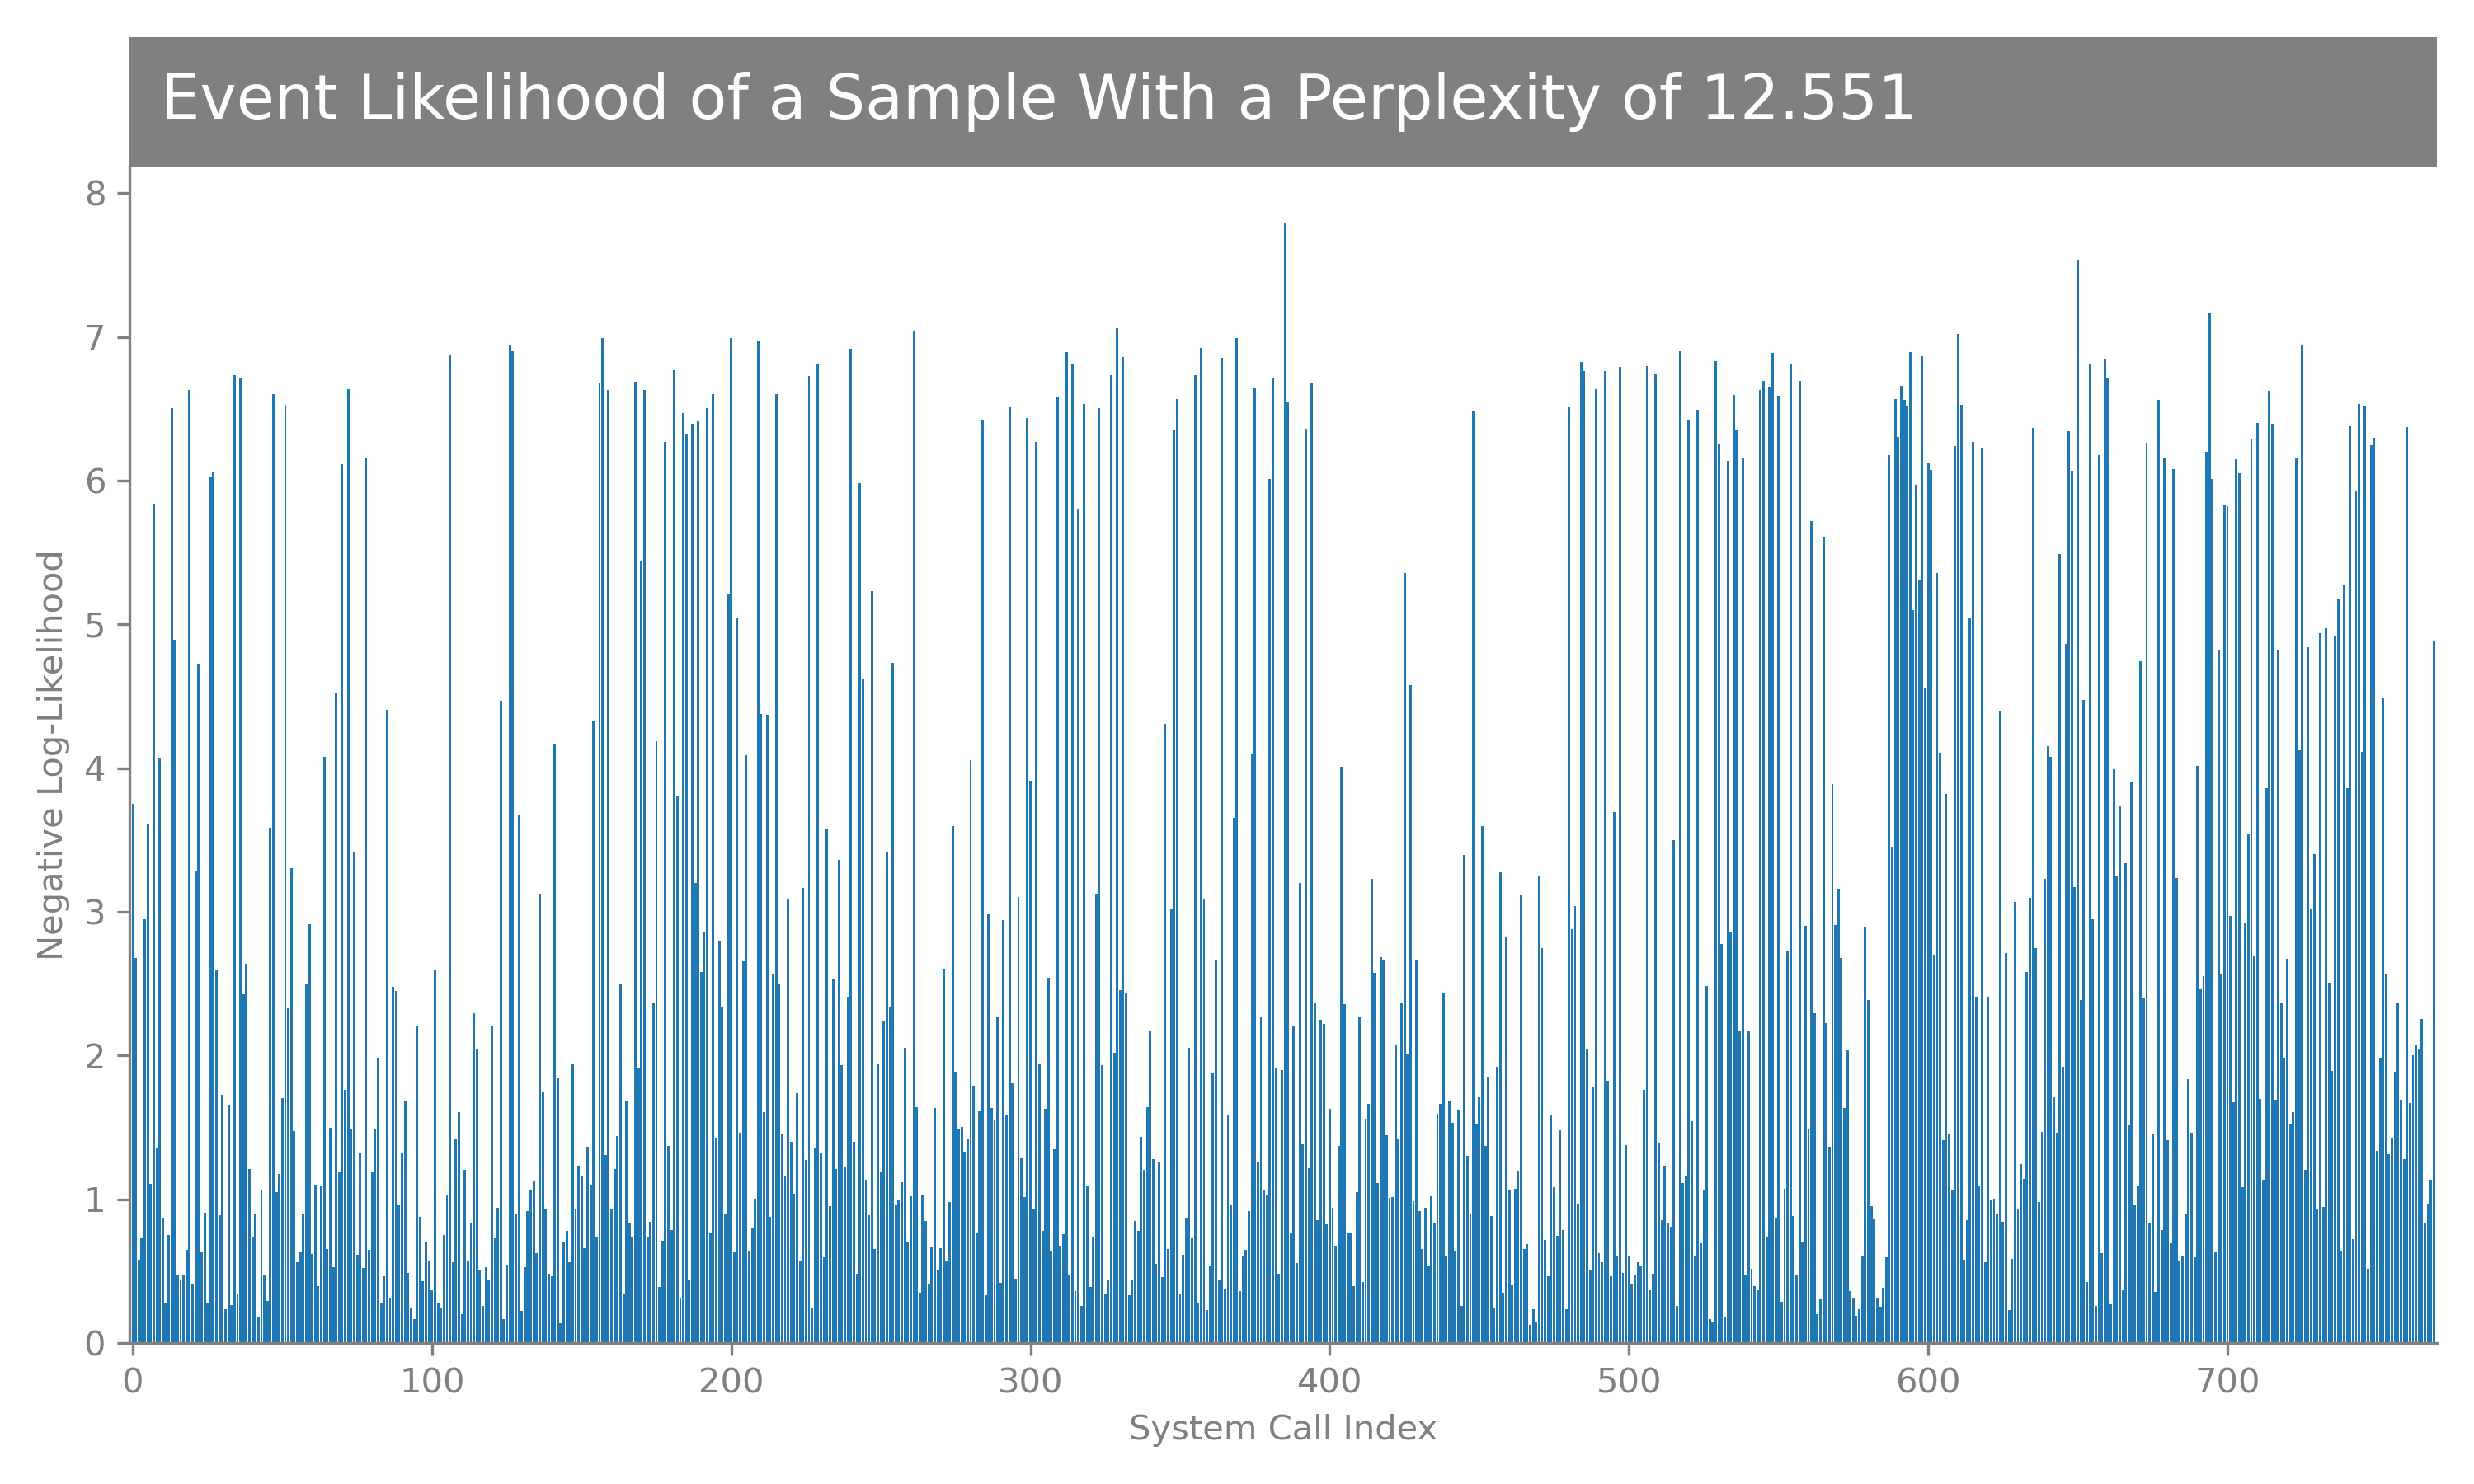 Event Likelihood of a Sample With a Perplexity of 12.551
8
7
6
5
4
3
2
1
0
Negative Log-Likelihood
0 100 200 300 400 500 600 700
System Call Index